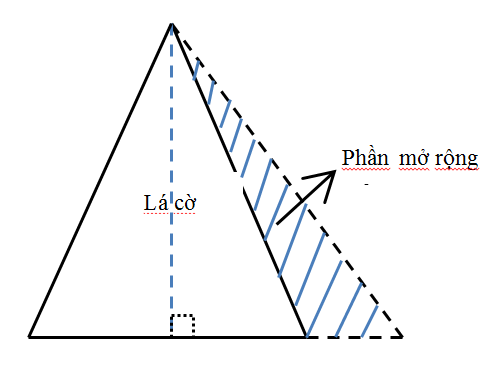 Phần mở rộng
Lá cờ